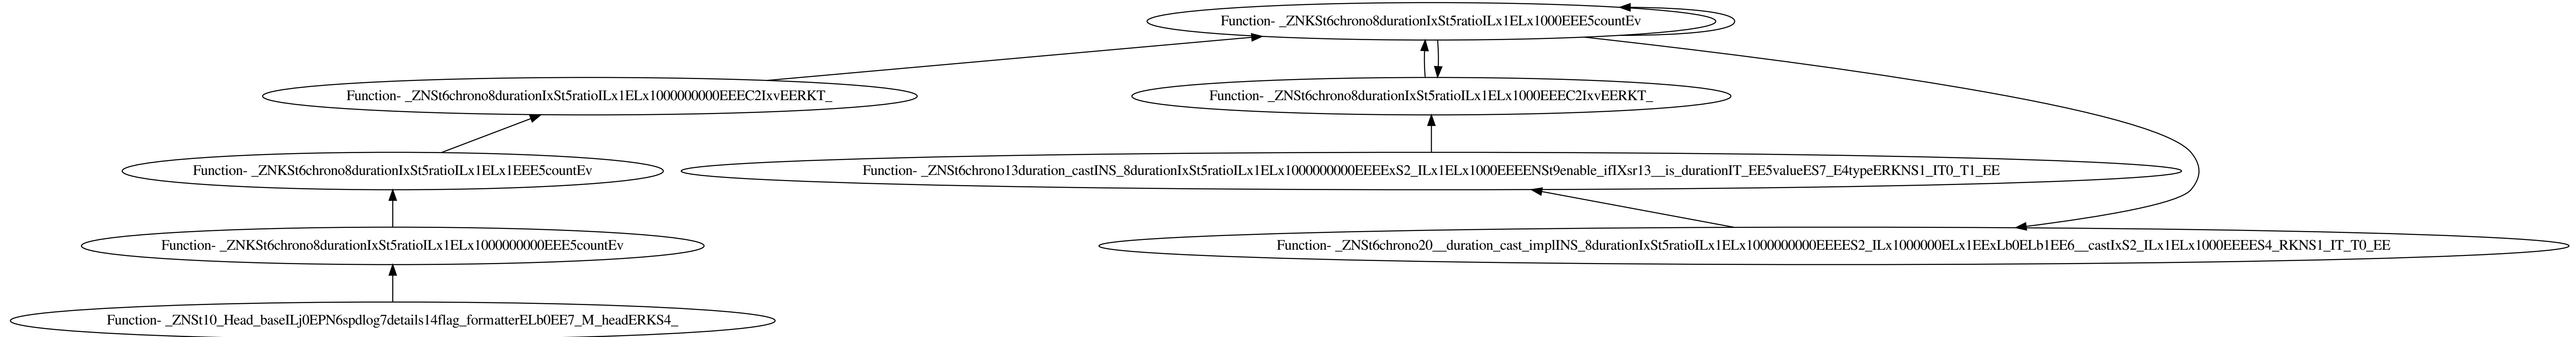 Function- _ZNKSt6chrono8durationIxSt5ratioILx1ELx1000EEE5countEv
Function- _ZNSt6chrono8durationIxSt5ratioILx1ELx1000000000EEEC2IxvEERKT_
Function- _ZNSt6chrono8durationIxSt5ratioILx1ELx1000EEEC2IxvEERKT_
Function- _ZNKSt6chrono8durationIxSt5ratioILx1ELx1EEE5countEv
Function- _ZNSt6chrono13duration_castINS_8durationIxSt5ratioILx1ELx1000000000EEEExS2_ILx1ELx1000EEEENSt9enable_ifIXsr13__is_durationIT_EE5valueES7_E4typeERKNS1_IT0_T1_EE
Function- _ZNKSt6chrono8durationIxSt5ratioILx1ELx1000000000EEE5countEv
Function- _ZNSt6chrono20__duration_cast_implINS_8durationIxSt5ratioILx1ELx1000000000EEEES2_ILx1000000ELx1EExLb0ELb1EE6__castIxS2_ILx1ELx1000EEEES4_RKNS1_IT_T0_EE
Function- _ZNSt10_Head_baseILj0EPN6spdlog7details14flag_formatterELb0EE7_M_headERKS4_